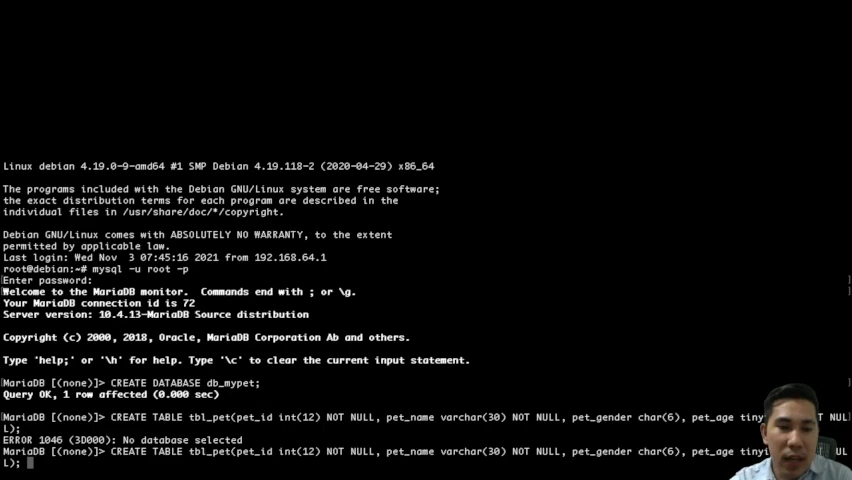 Linux debian 4.19.0-9-amd64 #1 SMP Debian 4.19.118-2 (2020-04-29) x86_64
The programs included with the Debian GNU/Linux system are free software;
the exact distribution terms for each program are described in the
individual files in /usr/share/doc/*/copyright.
Debian GNU/Linux comes with ABSOLUTELY NO WARRANTY, to the extent
permitted by applicable law.
Last login: Wed Nov  3 07:45:16 2021 from 192.168.64.1
root@debian:~# mysql -u root -p
Enter password:
Welcome to the MariaDB monitor.  Commands end with ; or \g.
Your MariaDB connection id is 72
Server version: 10.4.13-MariaDB Source distribution
Copyright (c) 2000, 2018, Oracle, MariaDB Corporation Ab and others.
Type 'help;' or '\h' for help. Type '\c' to clear the current input statement.
MariaDB [(none)]> CREATE DATABASE db_mypet;
Query OK, 1 row affected (0.000 sec)
MariaDB [(none)]> CREATE TABLE tbl_pet(pet_id int(12) NOT NULL, pet_name varchar(30) NOT NULL, pet_gender char(6), pet_age NUL
L);
ERROR 1046 (3D000): No database selected
MariaDB [(none)]> CREATE TABLE tbl_pet(pet_id int(12) NOT NULL, pet_name varchar(30) NOT NULL, pet_gender char(6), pet_age NUL
L);